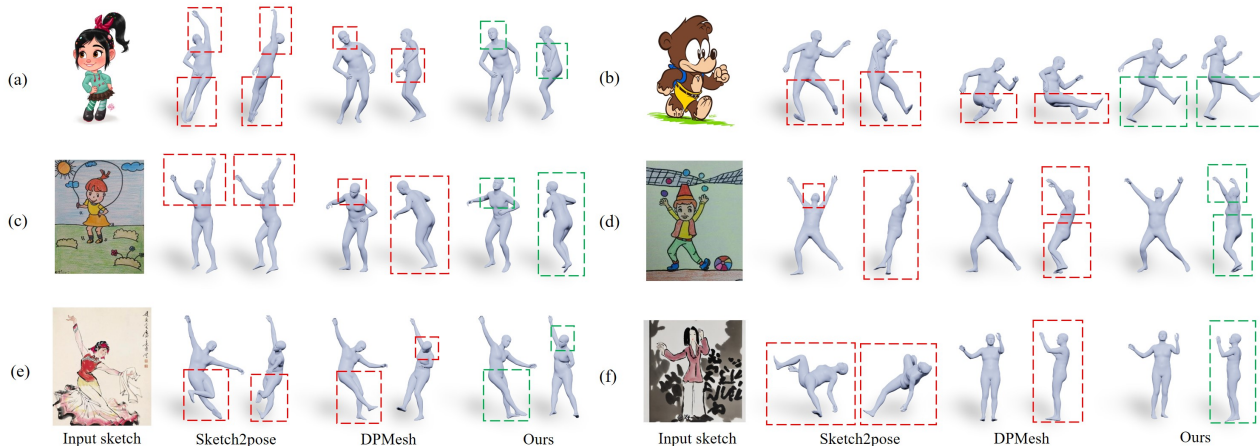 (a)
(b)
(c)
(d)
(e)
(f)
Input sketch Sketch2pose DPMesh Ours Input sketch Sketch2pose DPMesh Ours